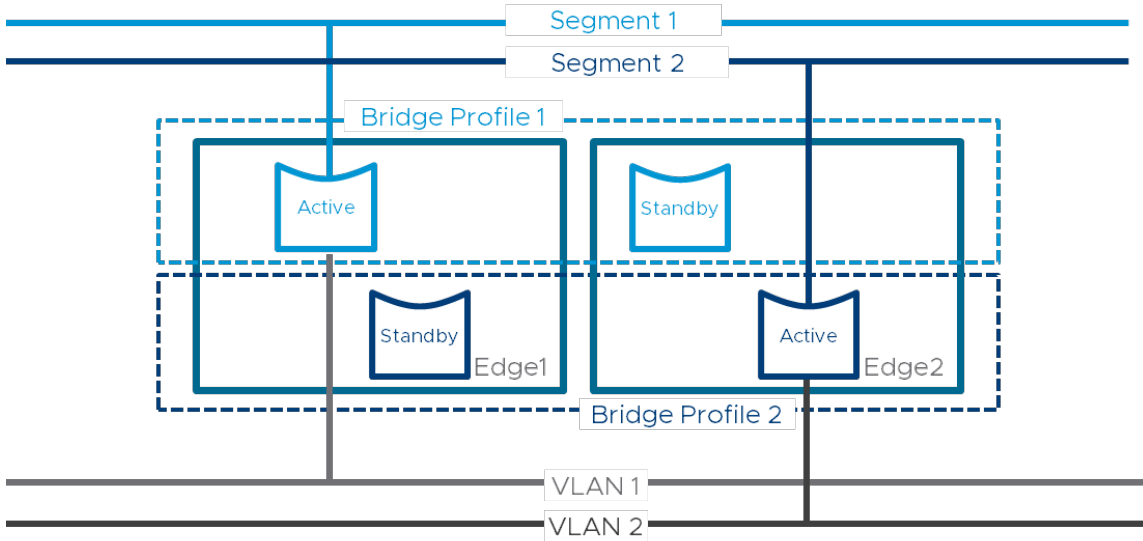 Segment 1
Segment 2
Bridge Profile 1
Active
Standby
Standby
Edge1
Active
Edge2
Bridge Profile 2
VLAN 1
VLAN 2